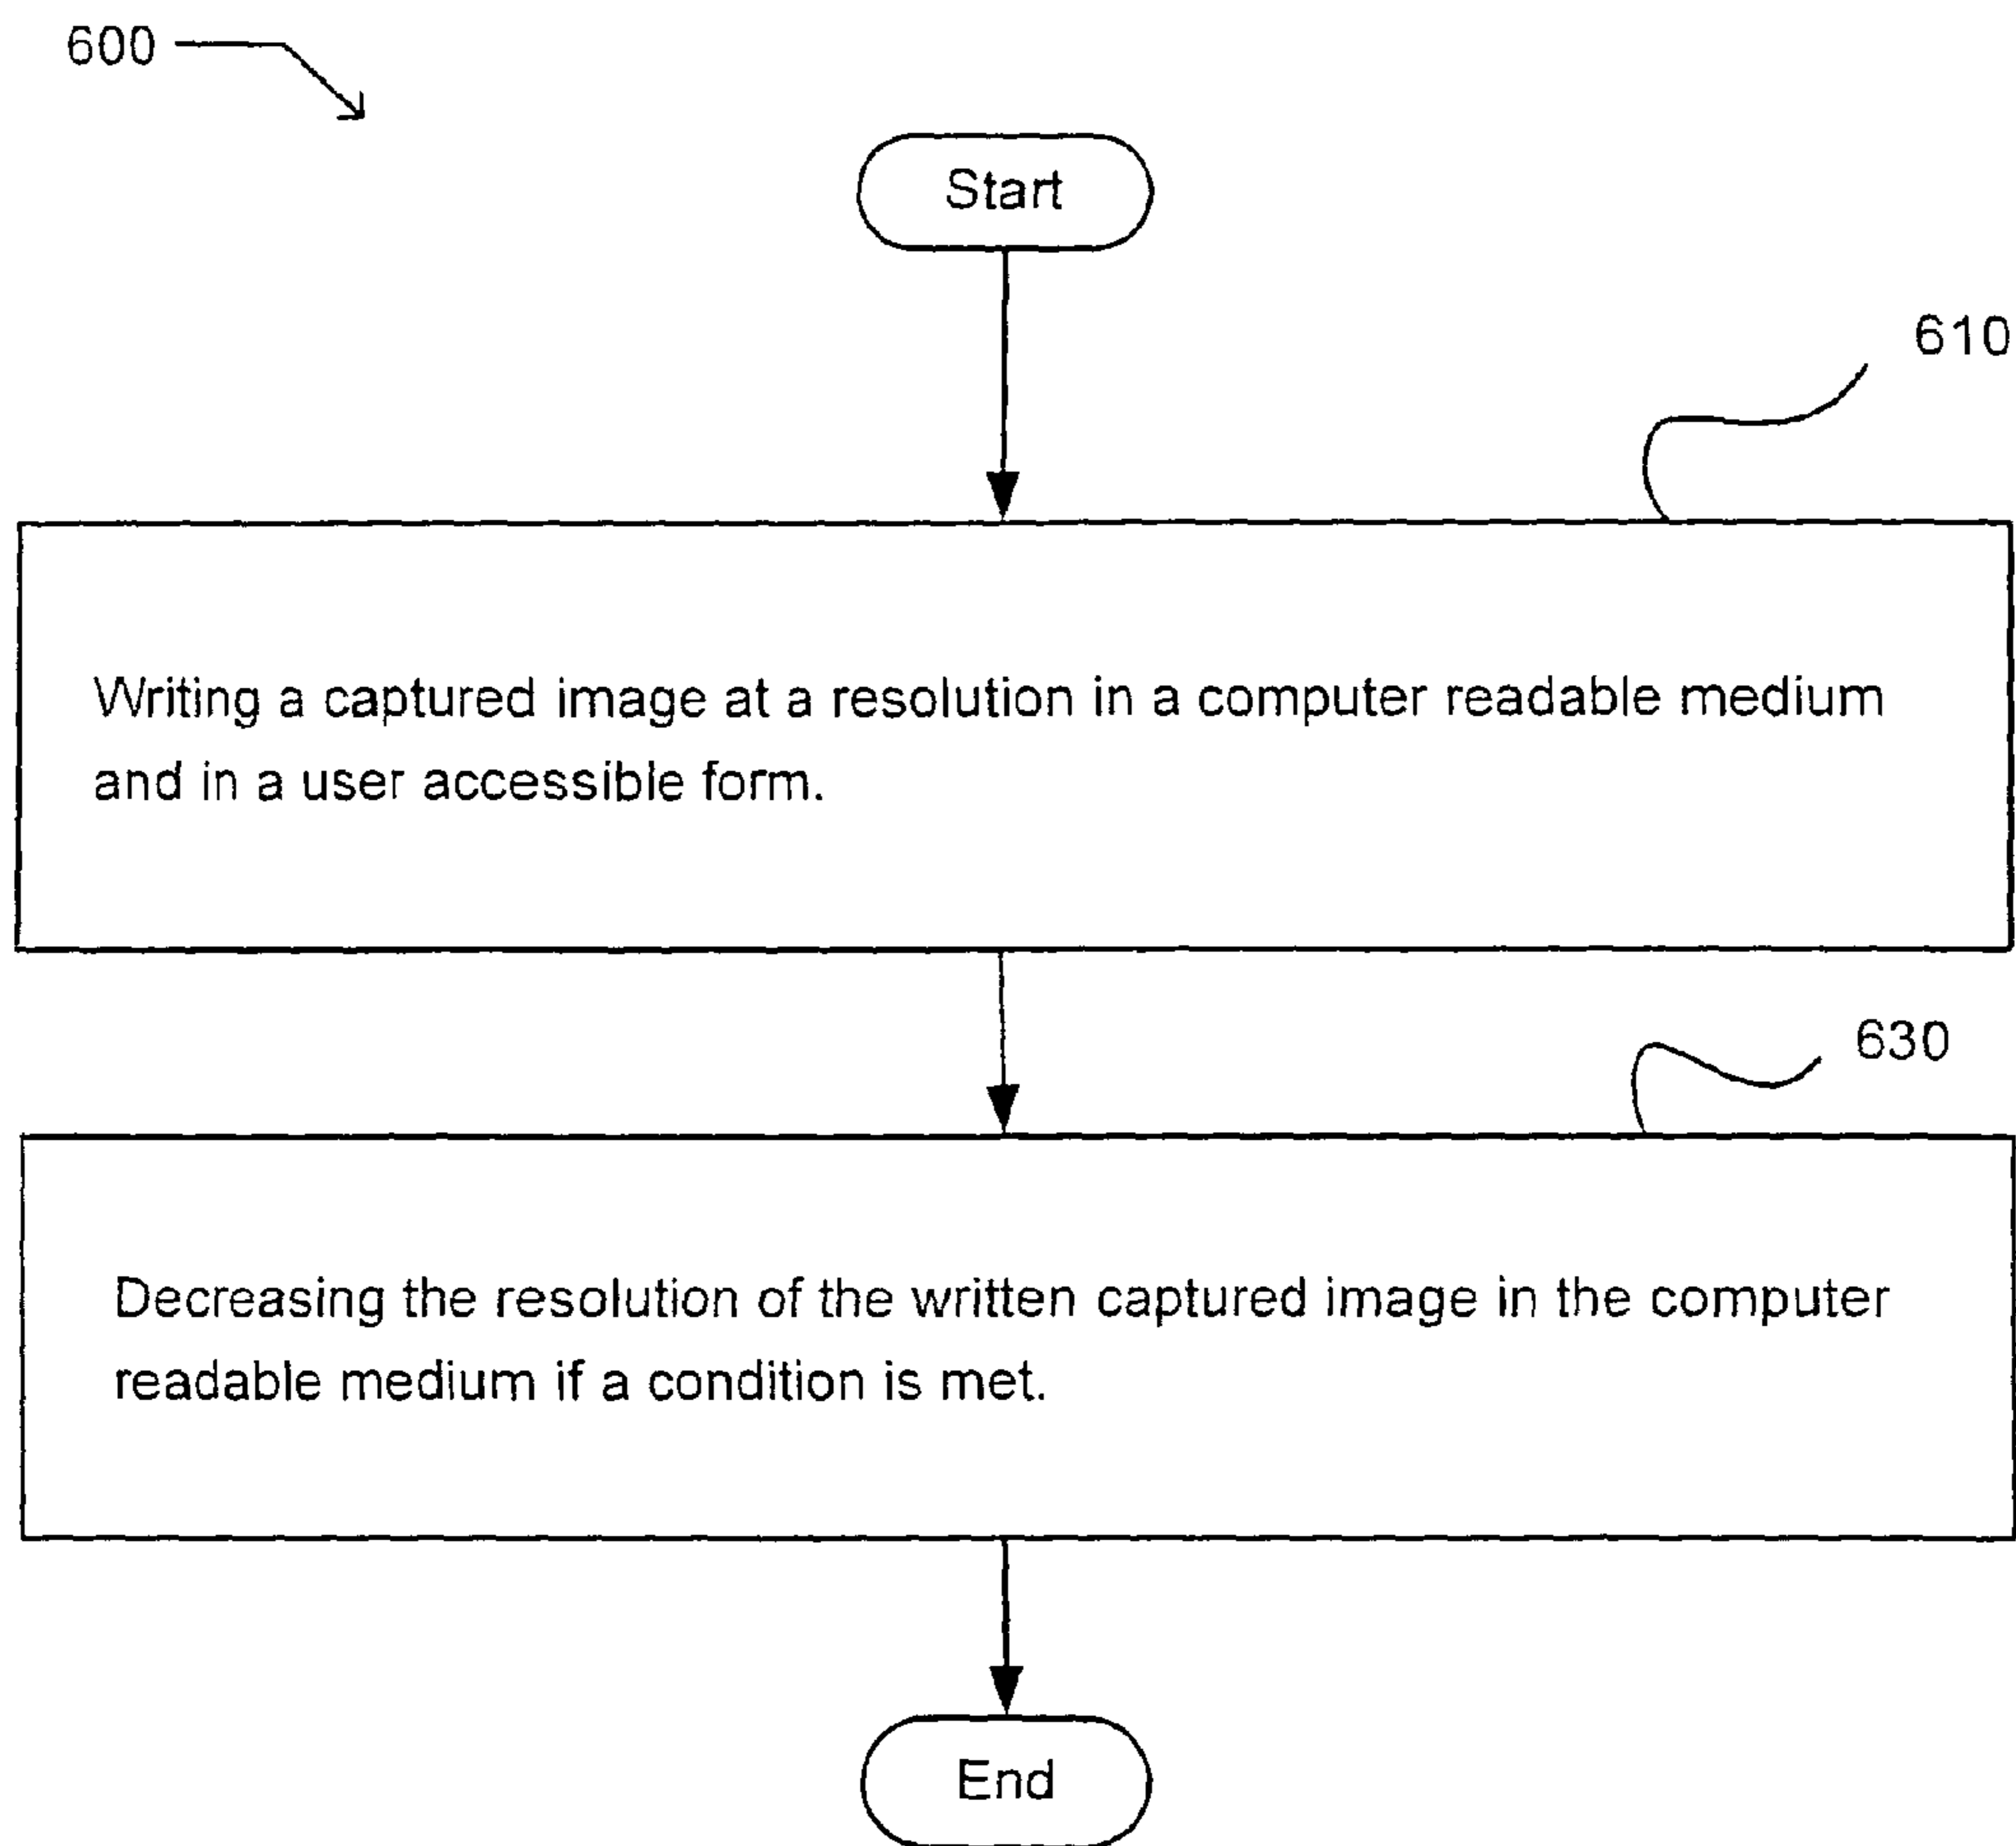 600
Start
610
Writing a captured image at a resolution in a computer readable medium
and in a user accessible form.
630
Decreasing the resolution of the written captured image in the computer
readable medium if a condition is met.
End